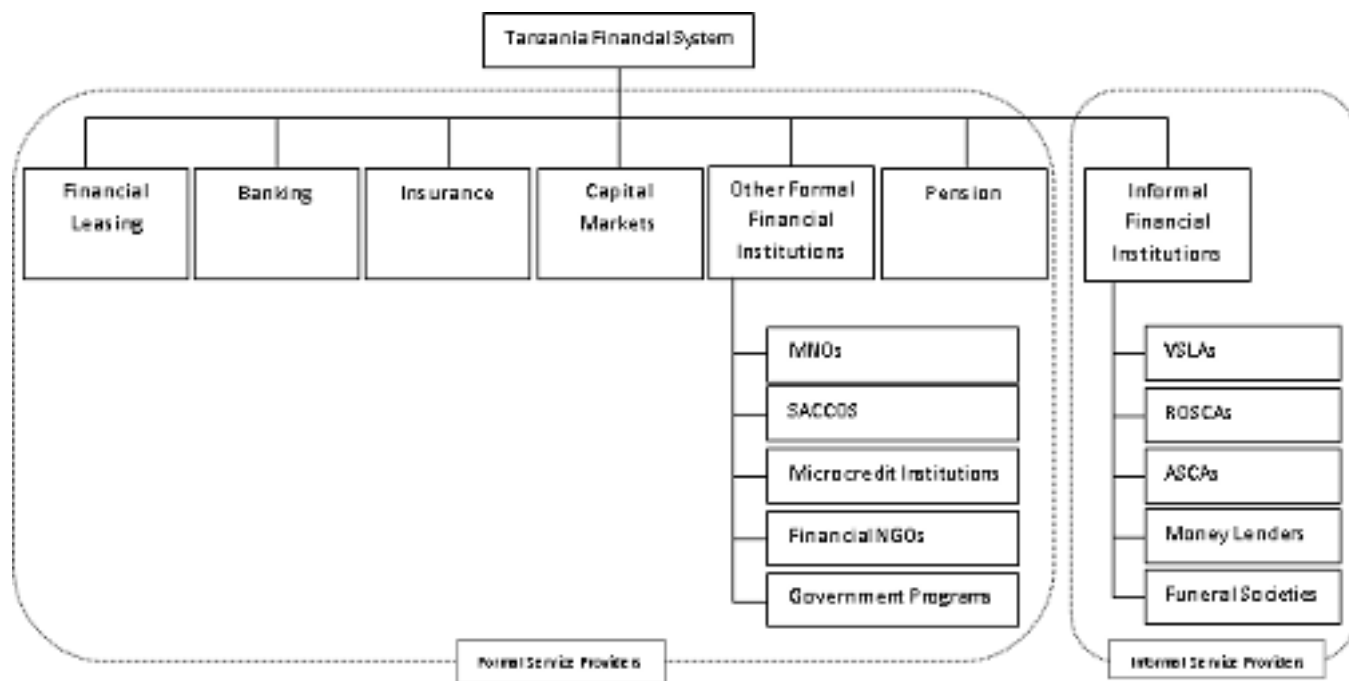 Tanzania Financial System
Financial
Leasing
Banking
Insurance
Capital
Markets
Other Formal
Financial
Institutions
Pension
Informal
Financial
Institutions
MNOs
SACCOS
Microcredit Institutions
Financial NGOs
Government Programs
VSLAs
ROSCAs
ASCAs
Money Lenders
Funeral Societies
Formal Service Providers
Informal Service Providers